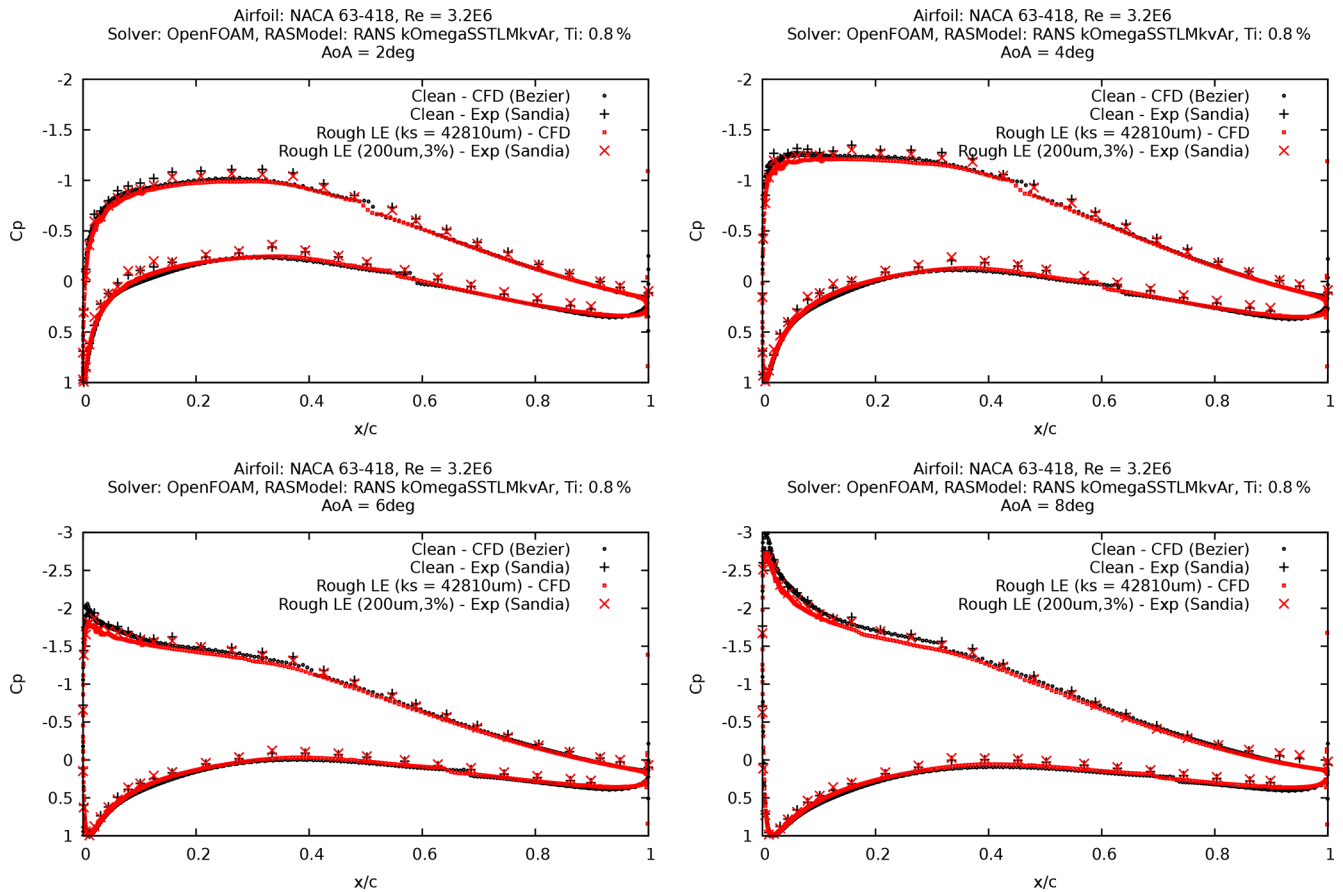 Airfoil: NACA 63-418, Re = 3.2E6
Solver: OpenFOAM, RASModel: RANS kOmegaSSTLMkvAr, Ti: 0.8 %
AoA = 2deg
Clean - CFD (Bezier)
Clean - Exp (Sandia)
Rough LE (ks = 42810um) - CFD
Rough LE (200um,3%) - Exp (Sandia)
-2
-1.5
-1
-0.5
0
0.5
1
Cp
0 0.2 0.4 0.6 0.8 1
x/c
Airfoil: NACA 63-418, Re = 3.2E6
Solver: OpenFOAM, RASModel: RANS kOmegaSSTLMkvAr, Ti: 0.8 %
AoA = 4deg
Clean - CFD (Bezier)
Clean - Exp (Sandia)
Rough LE (ks = 42810um) - CFD
Rough LE (200um,3%) - Exp (Sandia)
-2
-1.5
-1
-0.5
0
0.5
1
Cp
0 0.2 0.4 0.6 0.8 1
x/c
Airfoil: NACA 63-418, Re = 3.2E6
Solver: OpenFOAM, RASModel: RANS kOmegaSSTLMkvAr, Ti: 0.8 %
AoA = 6deg
Clean - CFD (Bezier)
Clean - Exp (Sandia)
Rough LE (ks = 42810um) - CFD
Rough LE (200um,3%) - Exp (Sandia)
-3
-2.5
-2
-1.5
-1
-0.5
0
0.5
1
Cp
0 0.2 0.4 0.6 0.8 1
x/c
Airfoil: NACA 63-418, Re = 3.2E6
Solver: OpenFOAM, RASModel: RANS kOmegaSSTLMkvAr, Ti: 0.8 %
AoA = 8deg
Clean - CFD (Bezier)
Clean - Exp (Sandia)
Rough LE (ks = 42810um) - CFD
Rough LE (200um,3%) - Exp (Sandia)
-3
-2.5
-2
-1.5
-1
-0.5
0
0.5
1
Cp
0 0.2 0.4 0.6 0.8 1
x/c